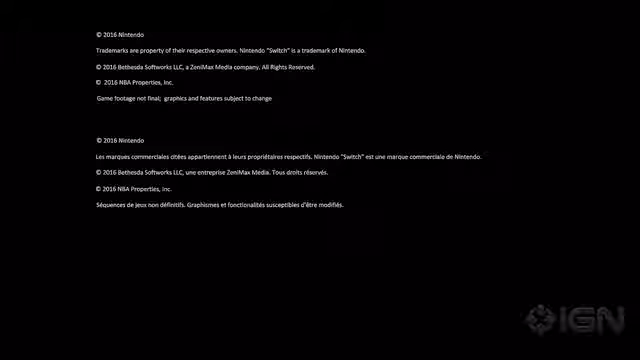 © 2016 Nintendo
Trademarks are property of their respective owners. Nintendo "Switch" is a trademark of Nintendo.
© 2016 Bethesda Softworks LLC, a ZeniMax Media company. All Rights Reserved.
© 2016 NBA Properties, Inc.
Game footage not final; graphics and features subject to change
© 2016 Nintendo
Les marques commerciales citées appartiennent à leurs propriétaires respectifs. Nintendo "Switch" est une marque commerciale de Nintendo.
© 2016 Bethesda Softworks LLC, une entreprise ZeniMax Media. Tous droits réservés.
© 2016 NBA Properties, Inc.
Séquences de jeux non définitifs. Graphismes et fonctionalités susceptibles d'être modifiés.
IGN